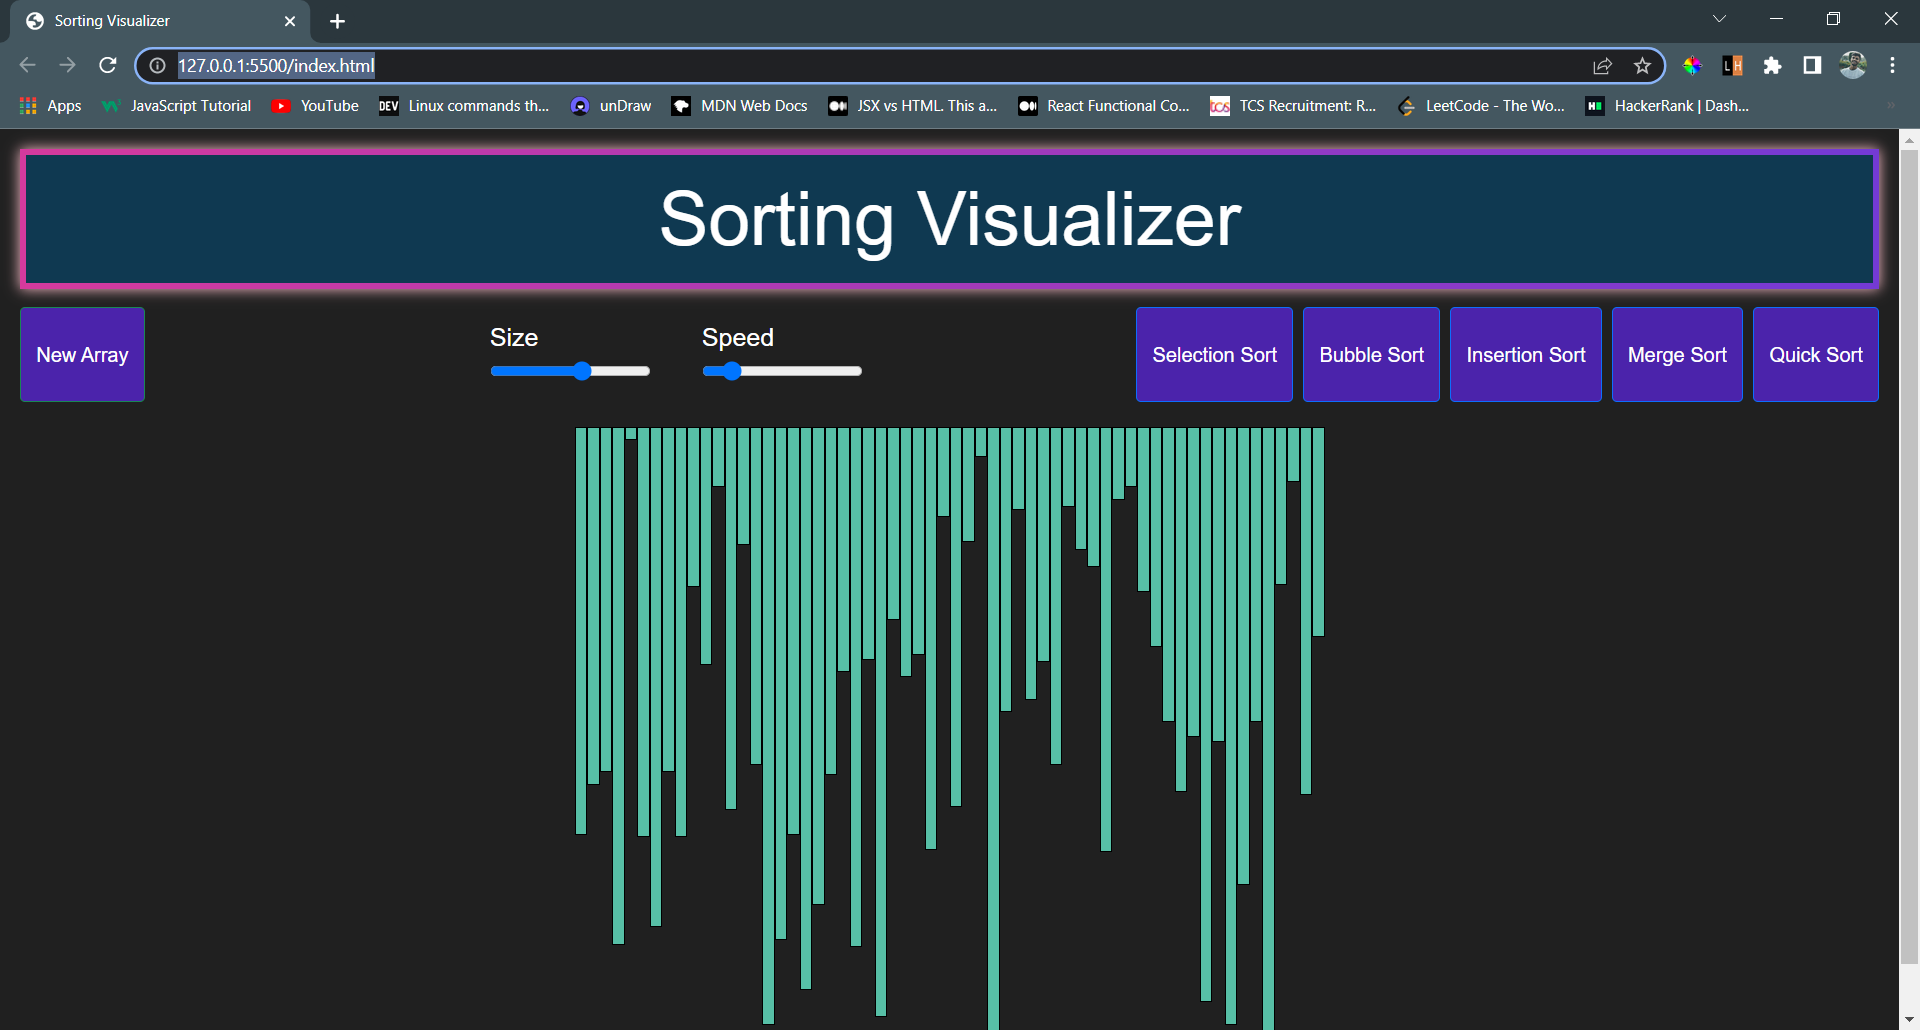 Sorting Visualizer
127.0.0.1:5500/index.html
Apps JavaScript Tutorial YouTube DEV Linux commands th... unDraw MDN Web Docs JSX vs HTML. This a... React Functional Co... tcs TCS Recruitment: R... LeetCode - The Wo... H HackerRank | Dash...
Sorting Visualizer
New Array
Size Speed
Selection Sort Bubble Sort Insertion Sort Merge Sort Quick Sort